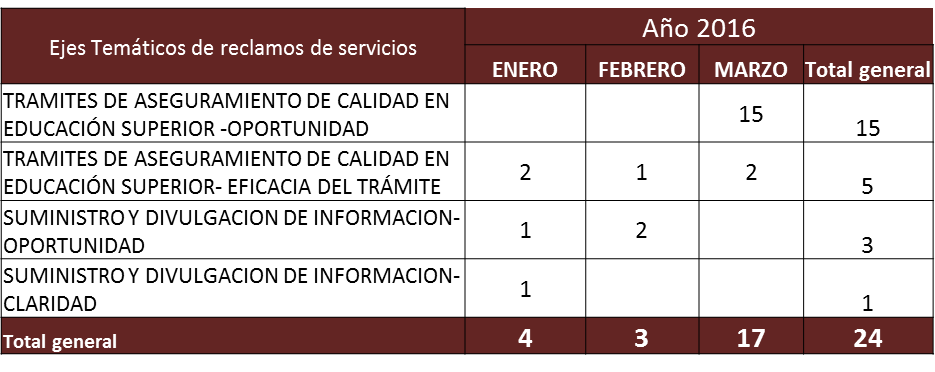 Ejes Temáticos de reclamos de servicios
Año 2016
ENERO FEBRERO MARZO Total general
TRAMITES DE ASEGURAMIENTO DE CALIDAD EN
EDUCACIÓN SUPERIOR -OPORTUNIDAD
15 15
TRAMITES DE ASEGURAMIENTO DE CALIDAD EN
EDUCACIÓN SUPERIOR- EFICACIA DEL TRÁMITE
2 1 2 5
SUMINISTRO Y DIVULGACION DE INFORMACION-
OPORTUNIDAD
1 2 3
SUMINISTRO Y DIVULGACION DE INFORMACION-
CLARIDAD
1 1
Total general 4 3 17 24